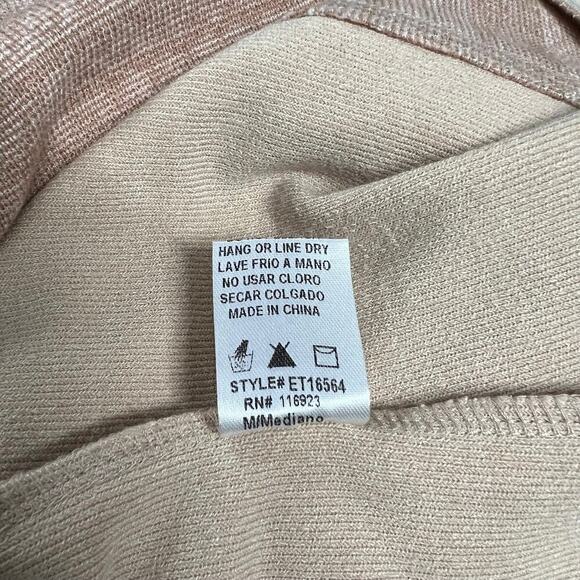 HANG OR LINE DRY
LAVE FRIO A MANO
NO USAR CLORO
SECAR COLGADO
MADE IN CHINA
STYLE# ET16564
RN# 116923
M/Mediano